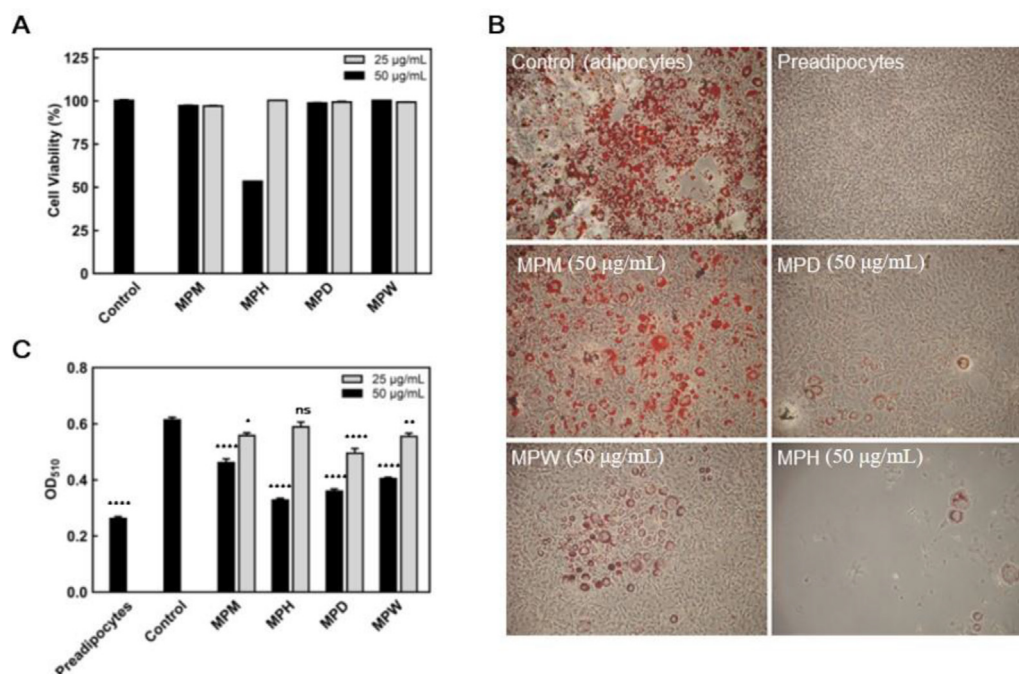 A
25 µg/mL
50 µg/mL
125
100
75
50
25
0
Cell Viability (%)
Control
MPM
MPH
MPD
MPW
B
Control (adipocytes)
Preadipocytes
MPM (50 µg/mL)
MPD (50 µg/mL)
MPW (50 µg/mL)
MPH (50 µg/mL)
C
25 µg/mL
50 µg/mL
0.8
0.6
0.4
0.2
0.0
OD510
****
****
*
****
ns
****
****
****
**
Preadipocytes
Control
MPM
MPH
MPD
MPW